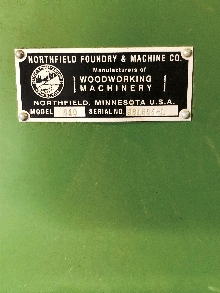 NORTHFIELD FOUNDRY & MACHINE CO.
Manufacturers of
WOODWORKING
MACHINERY
NORTHFIELD, MINNESOTA U.S.A.
MODEL SERIAL NO.